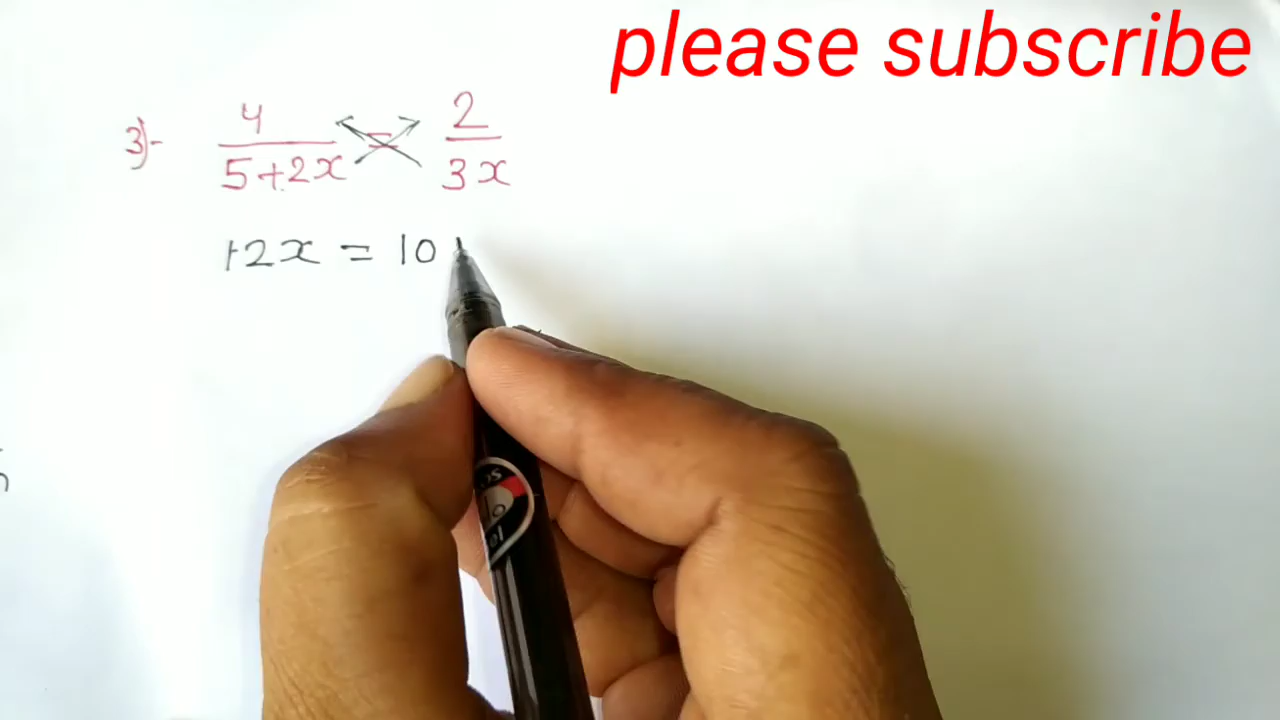 please subscribe
3)- 4/5+2x = 2/3x
12x = 10